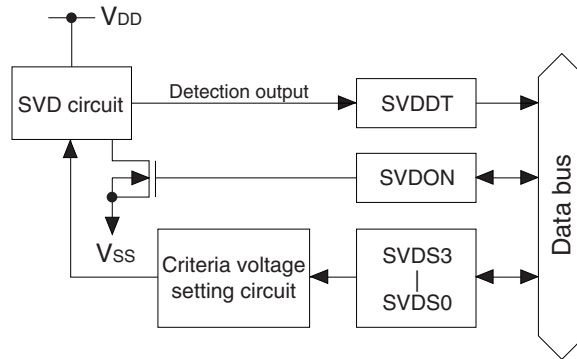 VDD
SVD circuit
Detection output
SVDDT
SVDON
VSS
Criteria voltage
setting circuit
SVDS3
|
SVDS0
Data bus